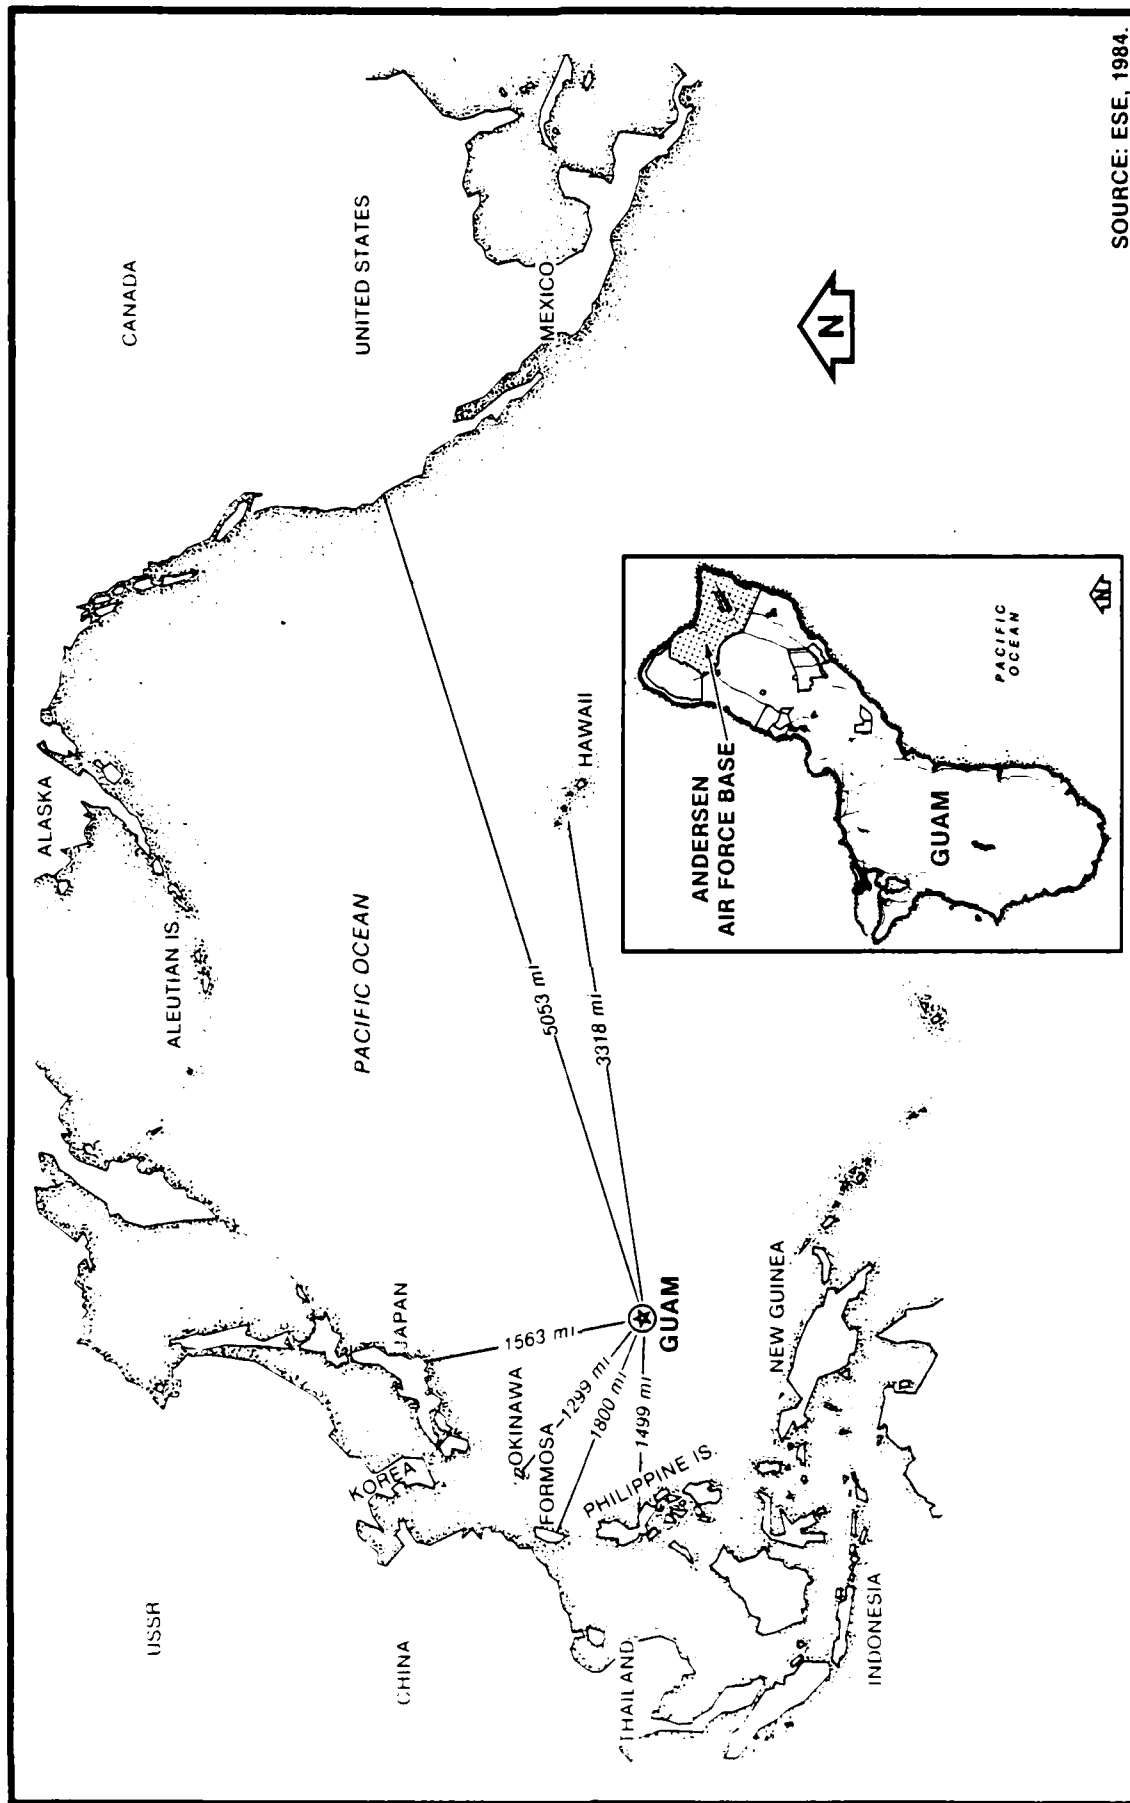 CANADA
ALASKA
ALEUTIAN IS.
USSR
UNITED STATES
PACIFIC OCEAN
JAPAN
KOREA
CHINA
MEXICO
HAWAII
5053 mi
3318 mi
1563 mi
OKINAWA
1299 mi
FORMOSA
1800 mi
1499 mi
GUAM
PHILIPPINE IS.
THAILAND
NEW GUINEA
INDONESIA
N
ANDERSEN
AIR FORCE BASE
GUAM
PACIFIC
OCEAN
N
SOURCE: ESE, 1984.